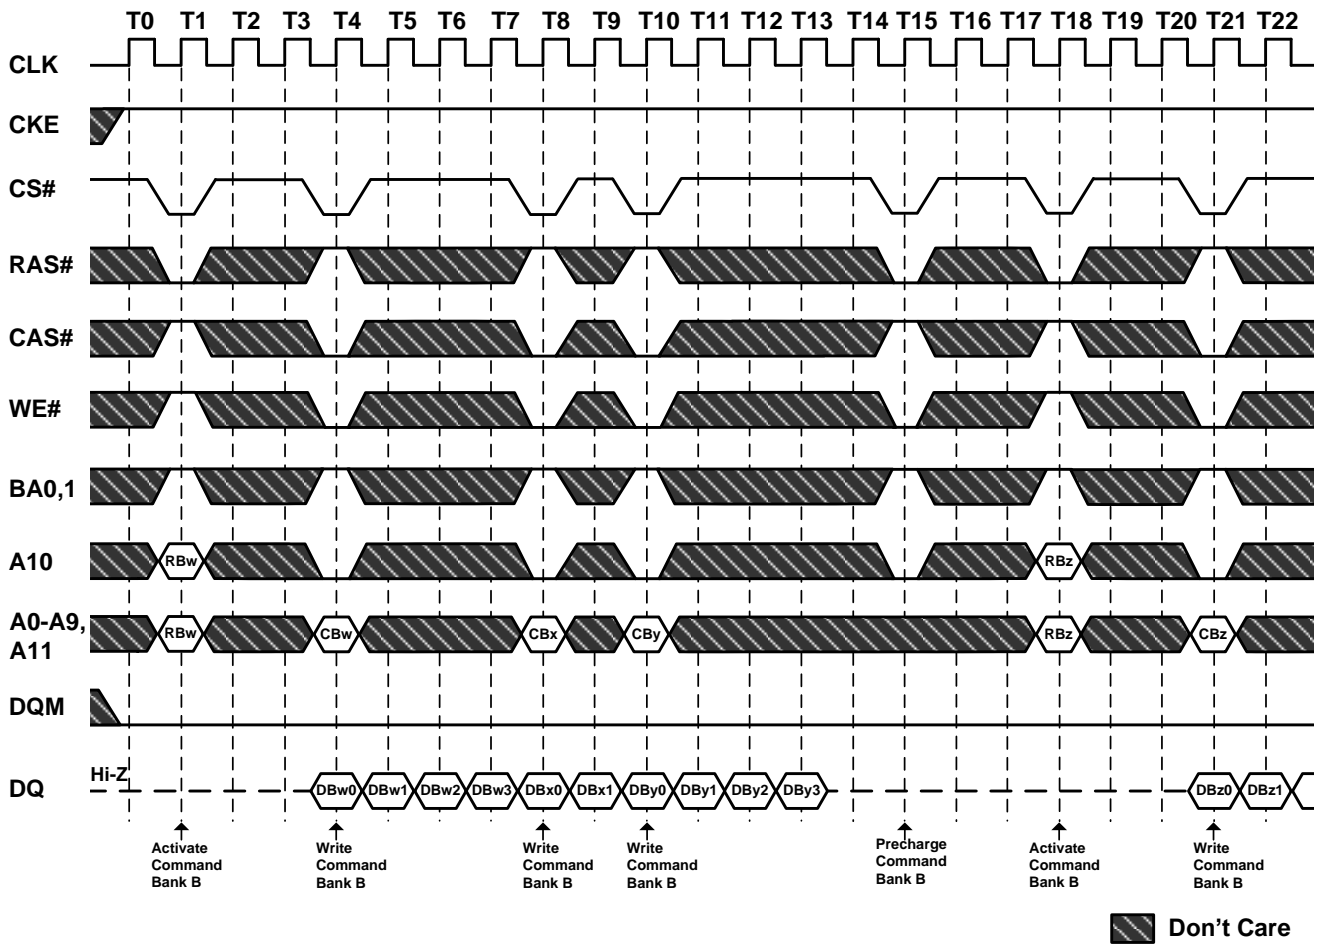 T0 T1 T2 T3 T4 T5 T6 T7 T8 T9 T10 T11 T12 T13 T14 T15 T16 T17 T18 T19 T20 T21 T22
CLK
CKE
CS#
RAS#
CAS#
WE#
BA0,1
A10 RBw RBz
A0-A9,
A11 RBw CBw CBx CBy RBz CBz
DQM
Hi-Z
DQ DBw0 DBw1 DBw2 DBw3 DBx0 DBx1 DBy0 DBy1 DBy2 DBy3 DBz0 DBz1
Activate
Command
Bank B
Write
Command
Bank B
Write
Command
Bank B
Write
Command
Bank B
Precharge
Command
Bank B
Activate
Command
Bank B
Write
Command
Bank B
Don't Care